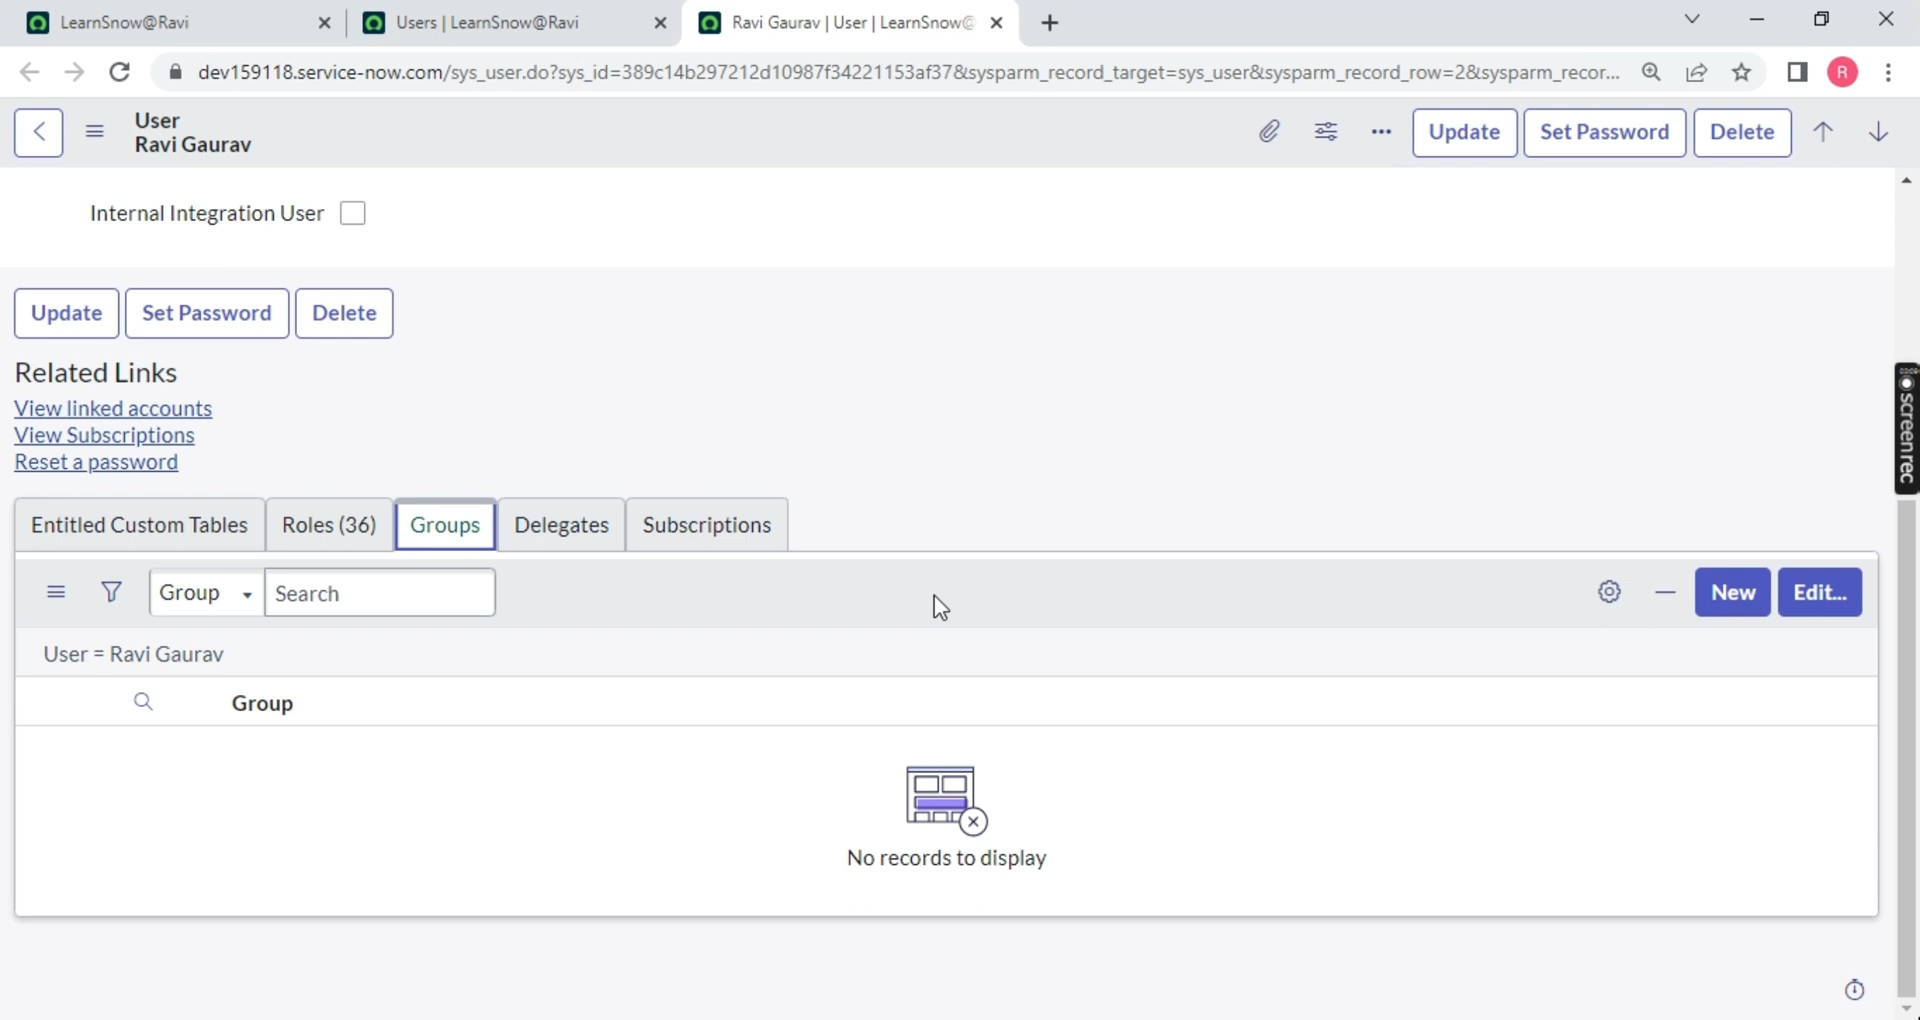 LearnSnow@Ravi
Users | LearnSnow@Ravi
Ravi Gaurav | User | LearnSnow@
dev159118.service-now.com/sys_user.do?sys_id=389c14b297212d10987f34221153af37&sysparm_record_target=sys_user&sysparm_record_row=2&sysparm_recor...
R
User
Ravi Gaurav
Update
Set Password
Delete
Internal Integration User
Update
Set Password
Delete
Related Links
View linked accounts
View Subscriptions
Reset a password
screenrec
Entitled Custom Tables
Roles (36)
Groups
Delegates
Subscriptions
Group
Search
New
Edit...
User = Ravi Gaurav
Group
No records to display